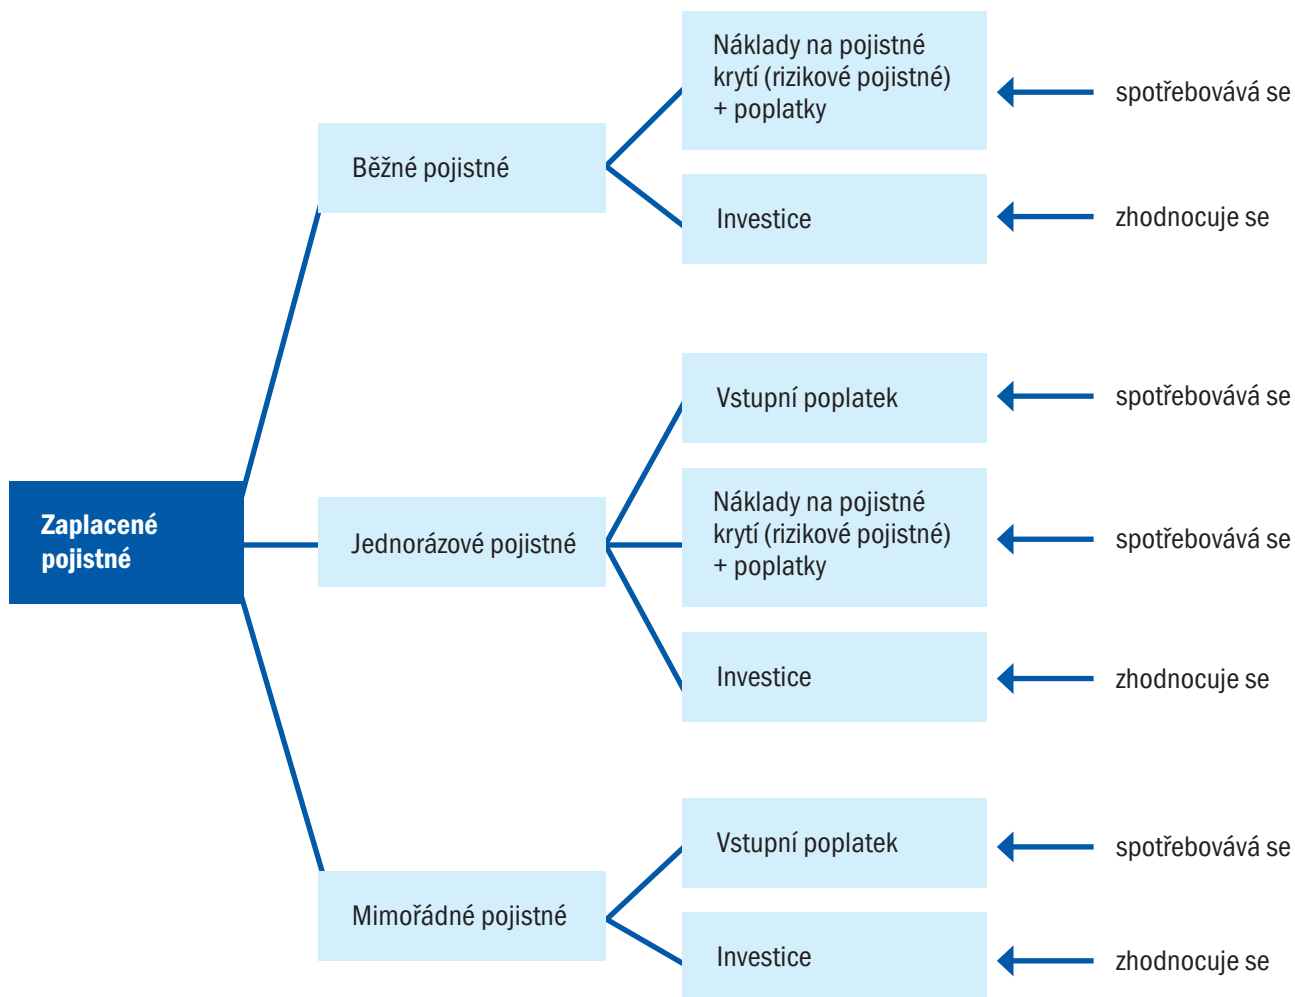 Náklady na pojistné
krytí (rizikové pojistné)
+ poplatky
spotřebovává se
Běžné pojistné
Investice
zhodnocuje se
Vstupní poplatek
spotřebovává se
Zaplacené
pojistné
Jednorázové pojistné
Náklady na pojistné
krytí (rizikové pojistné)
+ poplatky
spotřebovává se
Investice
zhodnocuje se
Vstupní poplatek
spotřebovává se
Mimořádné pojistné
Investice
zhodnocuje se